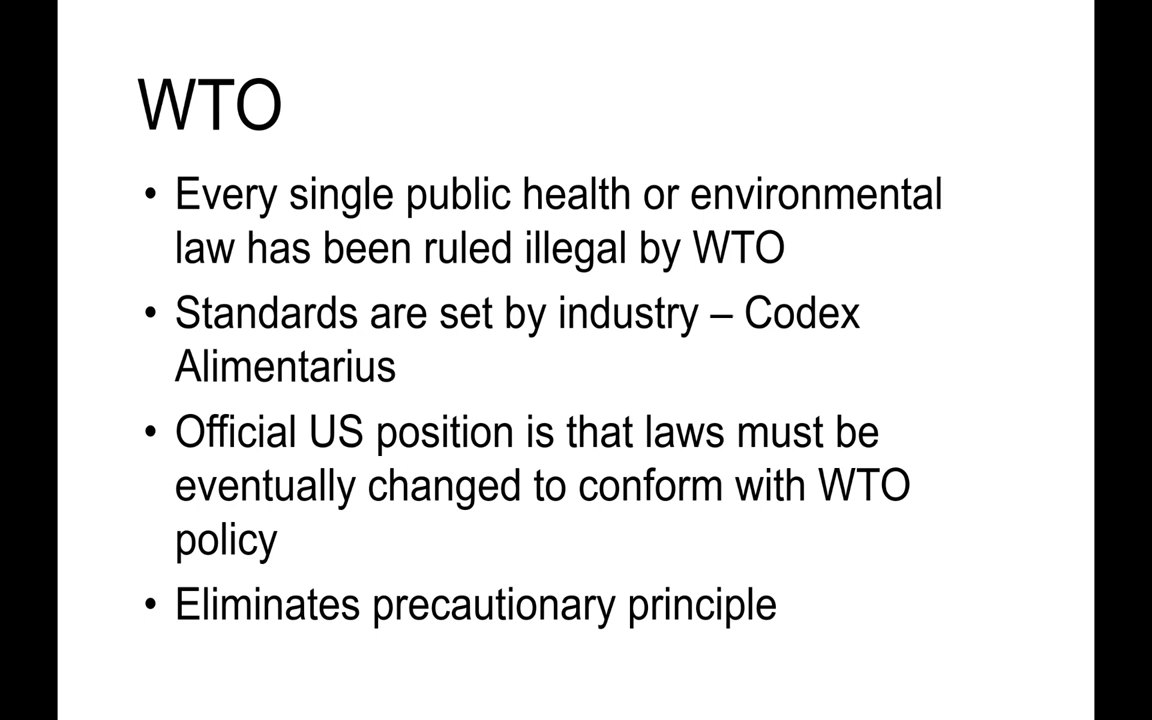 WTO
• Every single public health or environmental
law has been ruled illegal by WTO
• Standards are set by industry – Codex
Alimentarius
• Official US position is that laws must be
eventually changed to conform with WTO
policy
• Eliminates precautionary principle